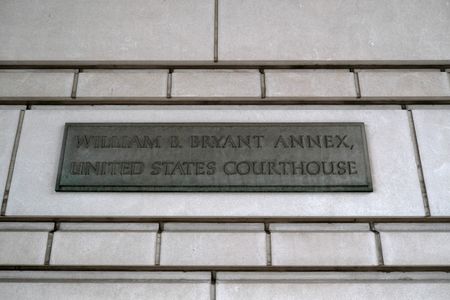 WILLIAM B. BRYANT ANNEX,
UNITED STATES COURTHOUSE